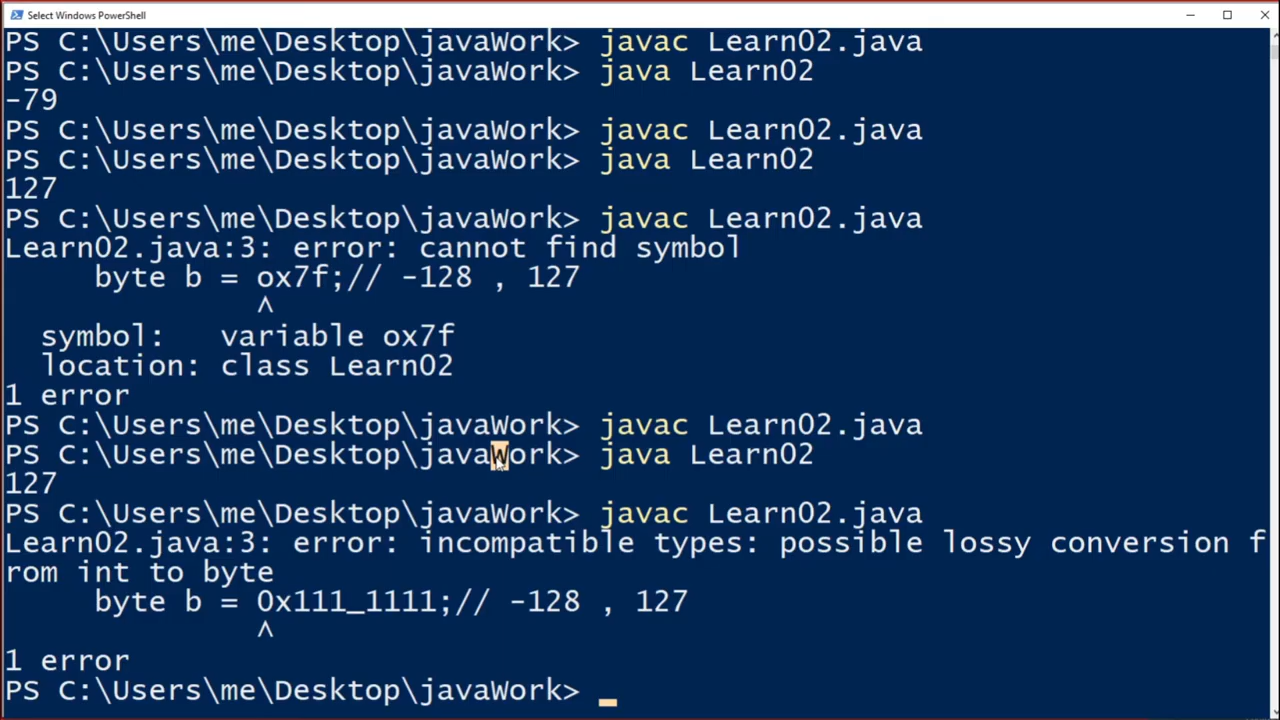 Select Windows PowerShell
PS C:\Users\me\Desktop\javaWork> javac Learn02.java
PS C:\Users\me\Desktop\javaWork> java Learn02
-79
PS C:\Users\me\Desktop\javaWork> javac Learn02.java
PS C:\Users\me\Desktop\javaWork> java Learn02
127
PS C:\Users\me\Desktop\javaWork> javac Learn02.java
Learn02.java:3: error: cannot find symbol
     byte b = ox7f;// -128 , 127
              ^
  symbol:   variable ox7f
  location: class Learn02
1 error
PS C:\Users\me\Desktop\javaWork> javac Learn02.java
PS C:\Users\me\Desktop\javaWork> java Learn02
127
PS C:\Users\me\Desktop\javaWork> javac Learn02.java
Learn02.java:3: error: incompatible types: possible lossy conversion f
rom int to byte
     byte b = 0x111_1111;// -128 , 127
              ^
1 error
PS C:\Users\me\Desktop\javaWork>